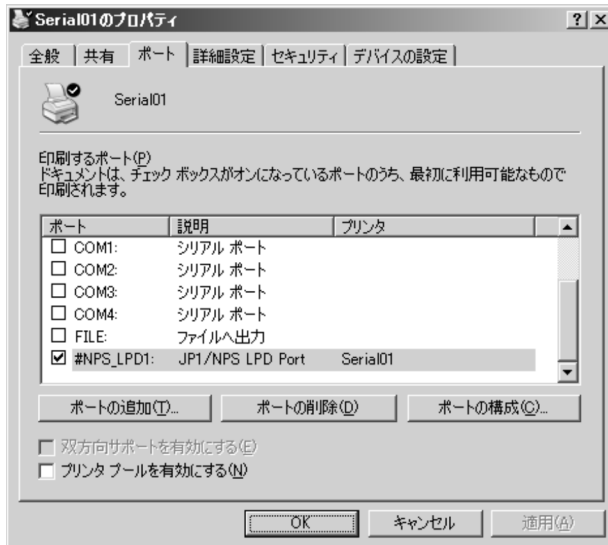 Serial01のプロパティ
全般 共有 ポート 詳細設定 セキュリティ デバイスの設定
Serial01
印刷するポート(P)
ドキュメントは、チェック ボックスがオンになっているポートのうち、最初に利用可能なもので
印刷されます。
ポート 説明 プリンタ
COM1: シリアル ポート
COM2: シリアル ポート
COM3: シリアル ポート
COM4: シリアル ポート
FILE: ファイルへ出力
#NPS_LPD1: JP1/NPS LPD Port Serial01
ポートの追加(T)... ポートの削除(D) ポートの構成(C)...
双方向サポートを有効にする(E)
プリンタ プールを有効にする(N)
OK キャンセル 適用(A)